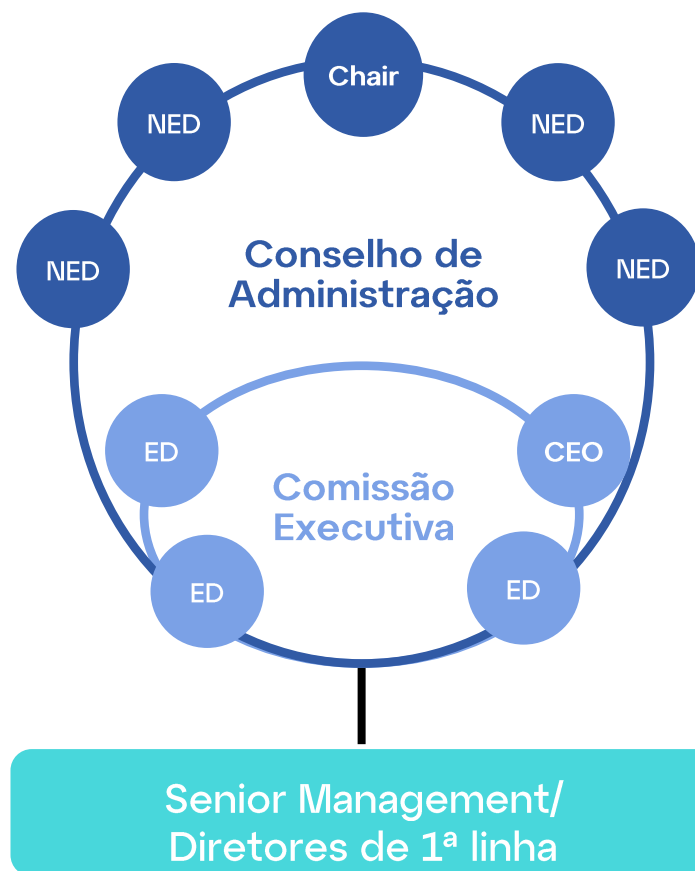 Chair
NED
NED
NED
NED
Conselho de
Administração
ED
CEO
Comissão
Executiva
ED
ED
Senior Management/
Diretores de 1ª linha